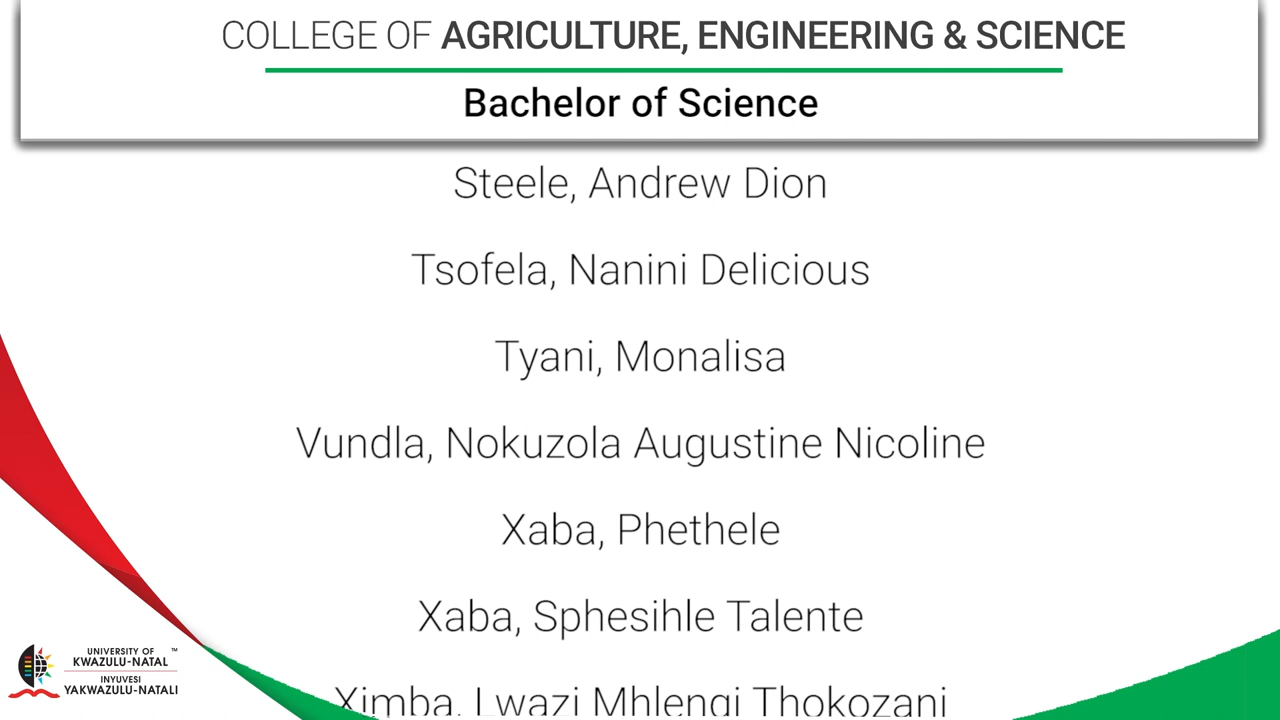 COLLEGE OF AGRICULTURE, ENGINEERING & SCIENCE
Bachelor of Science
Steele, Andrew Dion
Tsofela, Nanini Delicious
Tyani, Monalisa
Vundla, Nokuzola Augustine Nicoline
Xaba, Phethele
Xaba, Sphesihle Talente
Ximba, Lwazi Mhlengi Thokozani
UNIVERSITY OF ™
KWAZULU-NATAL
INYUVESI
YAKWAZULU-NATALI